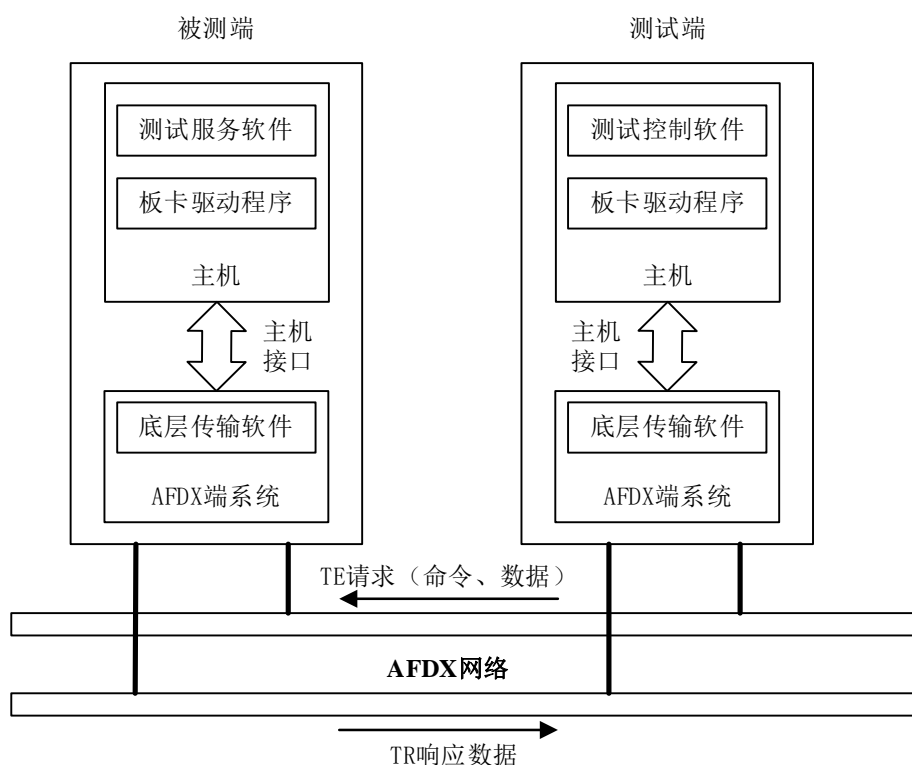 被测端
测试端
测试服务软件
板卡驱动程序
主机
主机
接口
底层传输软件
AFDX端系统
测试控制软件
板卡驱动程序
主机
主机
接口
底层传输软件
AFDX端系统
TE请求（命令、数据）
AFDX网络
TR响应数据